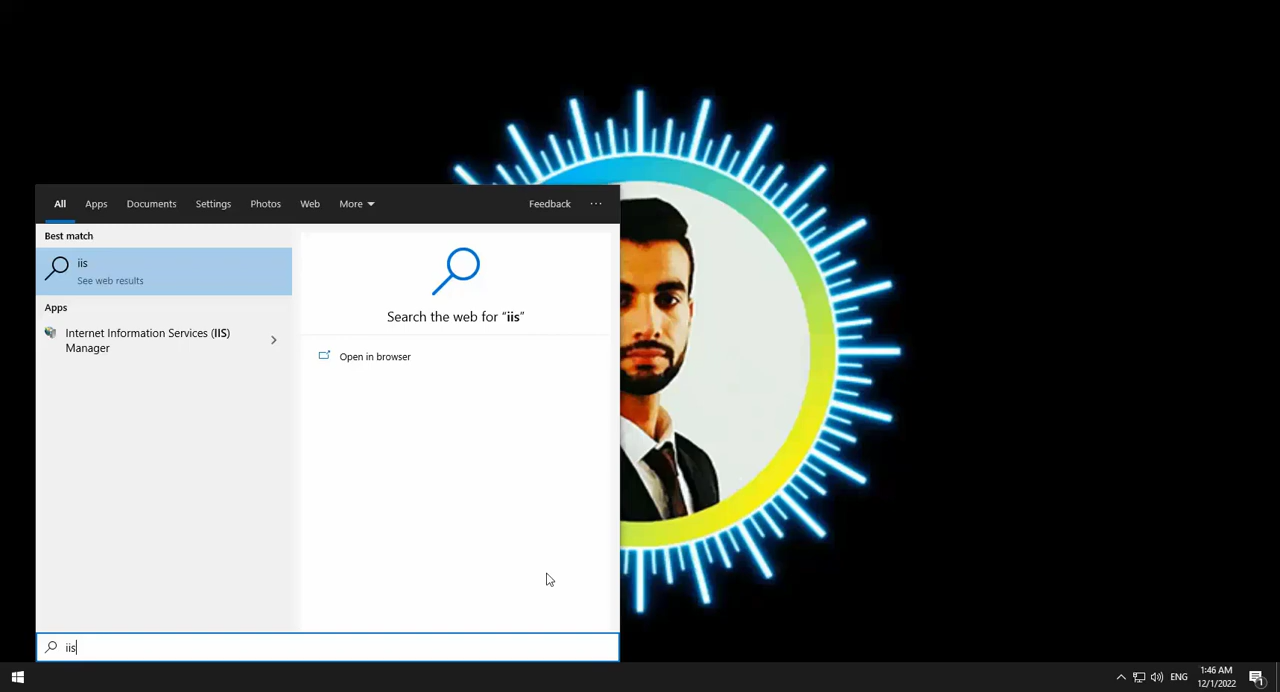 All Apps Documents Settings Photos Web More Feedback ...
Best match
iis
See web results
Apps
Internet Information Services (IIS)
Manager
Search the web for “iis”
Open in browser
iis
ENG
1:46 AM
12/1/2022
1